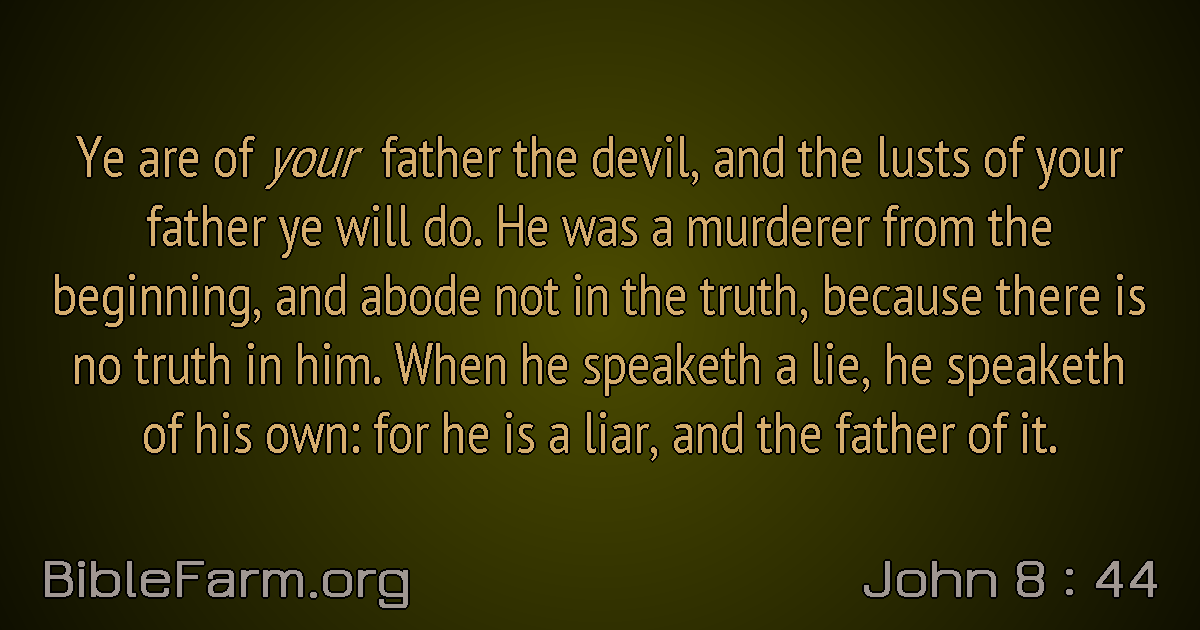 Ye are of your father the devil, and the lusts of your
father ye will do. He was a murderer from the
beginning, and abode not in the truth, because there is
no truth in him. When he speaketh a lie, he speaketh
of his own: for he is a liar, and the father of it.
BibleFarm.org
John 8 : 44